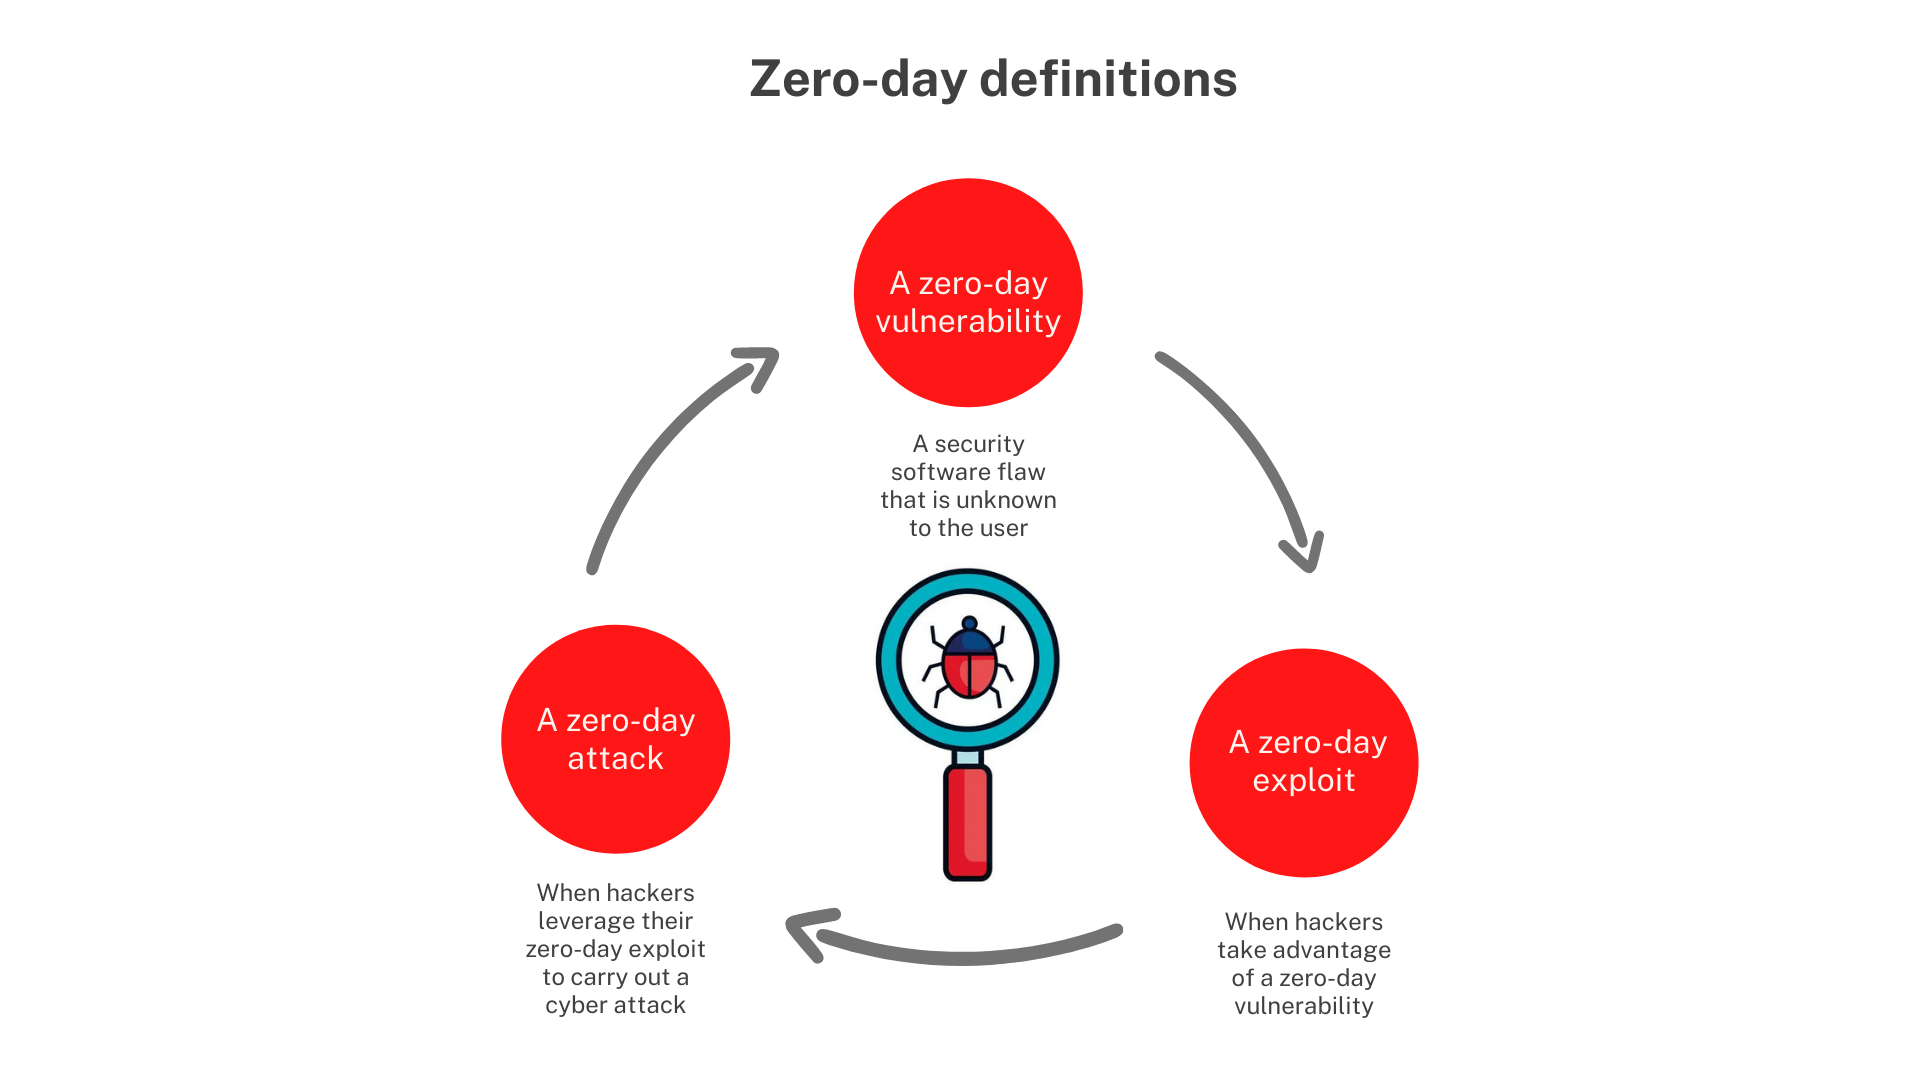 Zero-day definitions
A zero-day
vulnerability
A security
software flaw
that is unknown
to the user
A zero-day
exploit
When hackers
take advantage
of a zero-day
vulnerability
A zero-day
attack
When hackers
leverage their
zero-day exploit
to carry out a
cyber attack